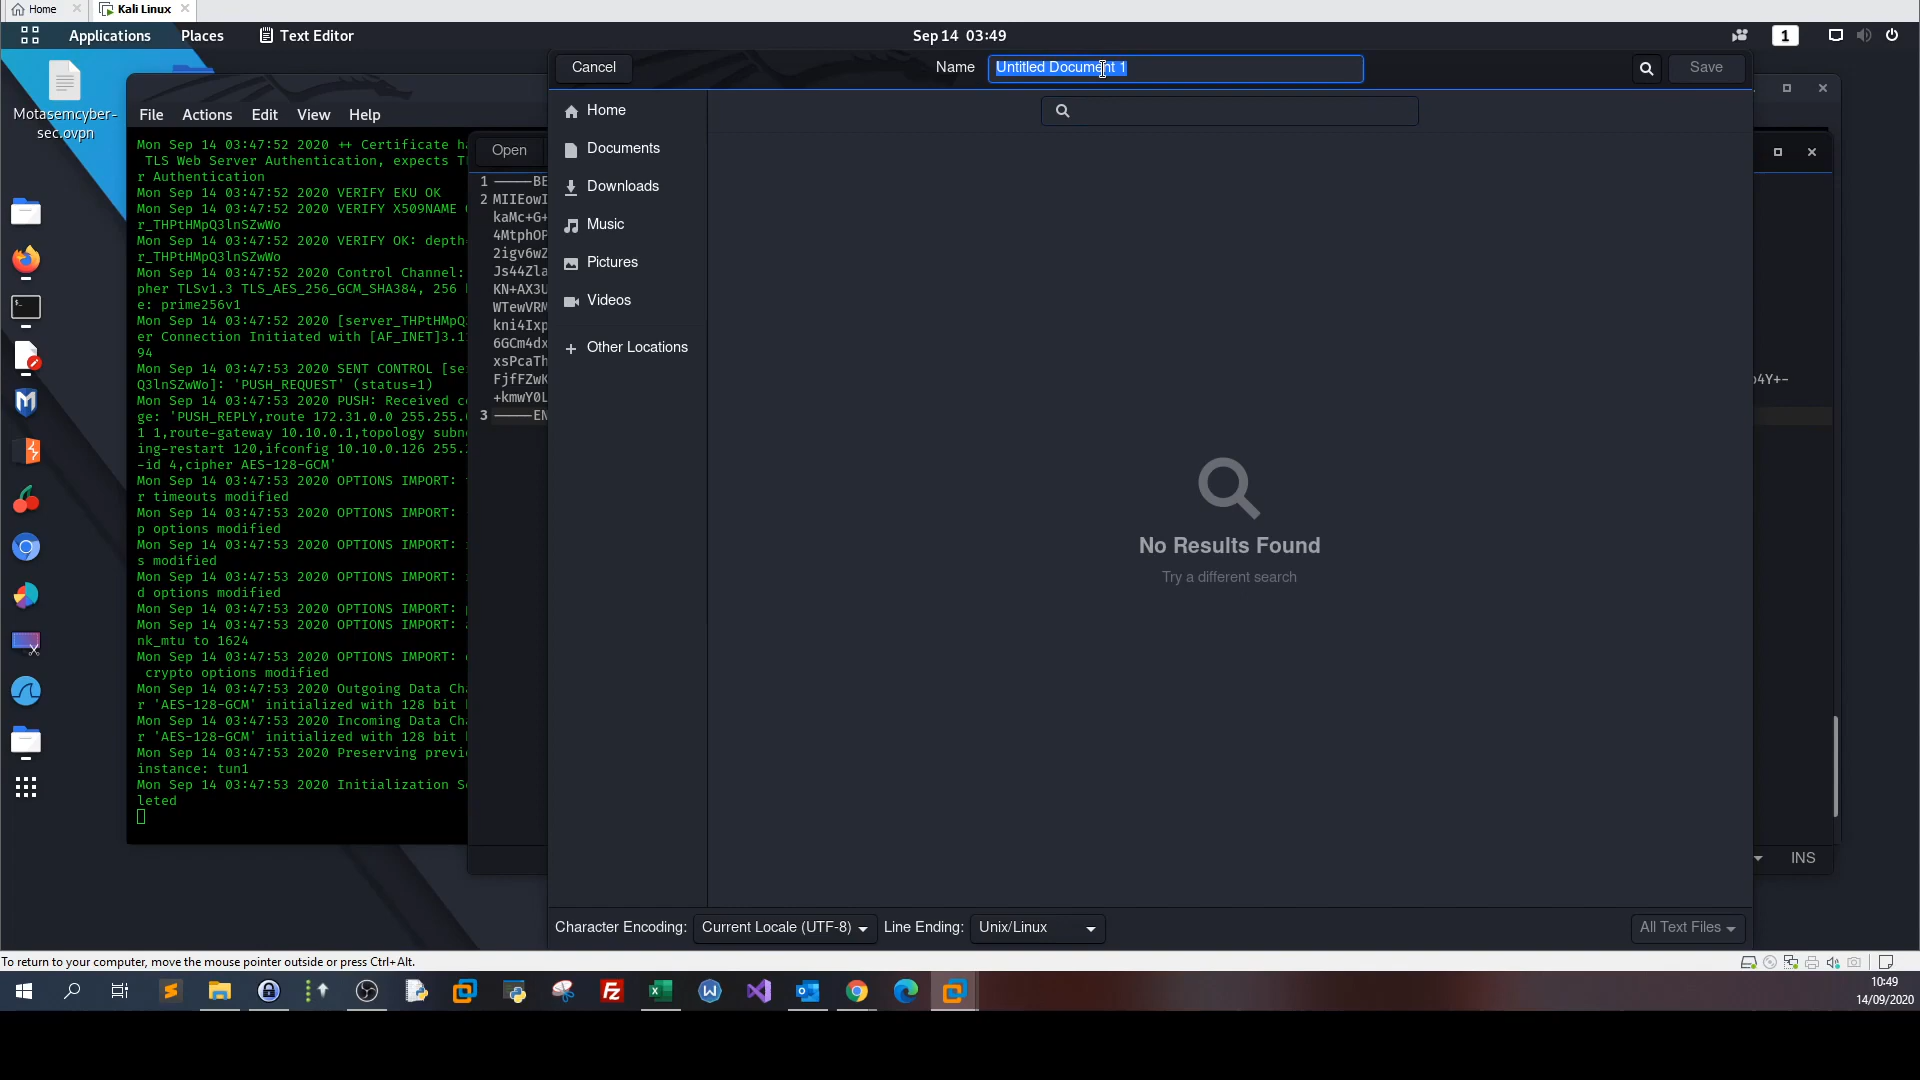 Home
Kali Linux
Applications
Places
Text Editor
Sep 14 03:49
1
Motasemcyber-
sec.ovpn
Cancel
Name
Untitled Document 1
Save
File
Actions
Edit
View
Help
Mon Sep 14 03:47:52 2020 ++ Certificate ha
TLS Web Server Authentication, expects T
r Authentication
Mon Sep 14 03:47:52 2020 VERIFY EKU OK
Mon Sep 14 03:47:52 2020 VERIFY X509NAME
r_THPtHMpQ3lnSZwWo
Mon Sep 14 03:47:52 2020 VERIFY OK: depth
r_THPtHMpQ3lnSZwWo
Mon Sep 14 03:47:52 2020 Control Channel:
pher TLSv1.3 TLS_AES_256_GCM_SHA384, 256
e: prime256v1
Mon Sep 14 03:47:52 2020 [server_THPtHMpQ
er Connection Initiated with [AF_INET]3.1
94
Mon Sep 14 03:47:53 2020 SENT CONTROL [se
Q3lnSZwWo]: 'PUSH_REQUEST' (status=1)
Mon Sep 14 03:47:53 2020 PUSH: Received co
ge: 'PUSH_REPLY,route 172.31.0.0 255.255.
1 1,route-gateway 10.10.0.1,topology subn
ing-restart 120,ifconfig 10.10.0.126 255.
-id 4,cipher AES-128-GCM'
Mon Sep 14 03:47:53 2020 OPTIONS IMPORT:
r timeouts modified
Mon Sep 14 03:47:53 2020 OPTIONS IMPORT:
p options modified
Mon Sep 14 03:47:53 2020 OPTIONS IMPORT:
s modified
Mon Sep 14 03:47:53 2020 OPTIONS IMPORT:
d options modified
Mon Sep 14 03:47:53 2020 OPTIONS IMPORT:
Mon Sep 14 03:47:53 2020 OPTIONS IMPORT:
nk_mtu to 1624
Mon Sep 14 03:47:53 2020 OPTIONS IMPORT:
crypto options modified
Mon Sep 14 03:47:53 2020 Outgoing Data Ch
r 'AES-128-GCM' initialized with 128 bit
Mon Sep 14 03:47:53 2020 Incoming Data Ch
r 'AES-128-GCM' initialized with 128 bit
Mon Sep 14 03:47:53 2020 Preserving previ
instance: tun1
Mon Sep 14 03:47:53 2020 Initialization S
leted
Open
1 -----BE
2 MIIEowI
kaMc+G+
4MtphOP
2igv6wZ
Js44Zla
KN+AX3U
WTewVRM
kni4Ixp
6GCm4dx
xsPcaTh
FjfFZwK
+kmwY0L
3 -----EN
Home
Documents
Downloads
Music
Pictures
Videos
Other Locations
No Results Found
Try a different search
4Y+-
INS
Character Encoding:
Current Locale (UTF-8)
Line Ending:
Unix/Linux
All Text Files
To return to your computer, move the mouse pointer outside or press Ctrl+Alt.
10:49
14/09/2020